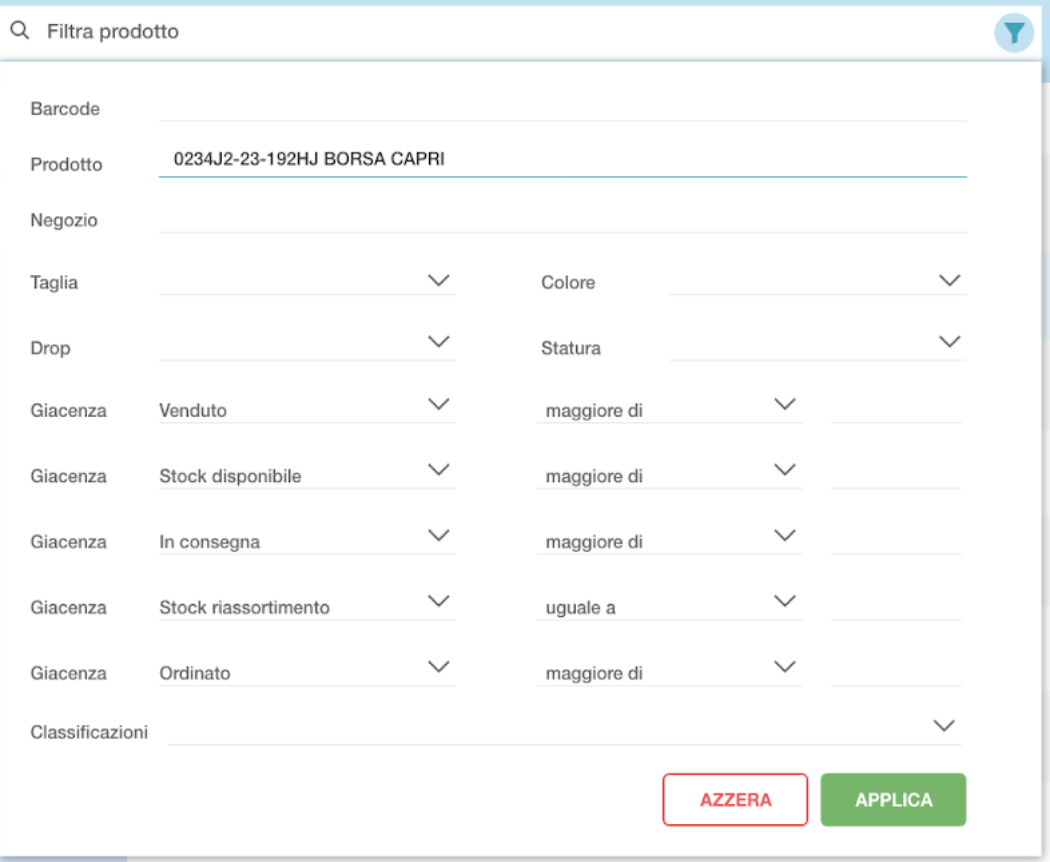 Filtra prodotto
Barcode
Prodotto 0234J2-23-192HJ BORSA CAPRI
Negozio
Taglia Colore
Drop Statura
Giacenza Venduto maggiore di
Giacenza Stock disponibile maggiore di
Giacenza In consegna maggiore di
Giacenza Stock riassortimento uguale a
Giacenza Ordinato maggiore di
Classificazioni
AZZERA APPLICA